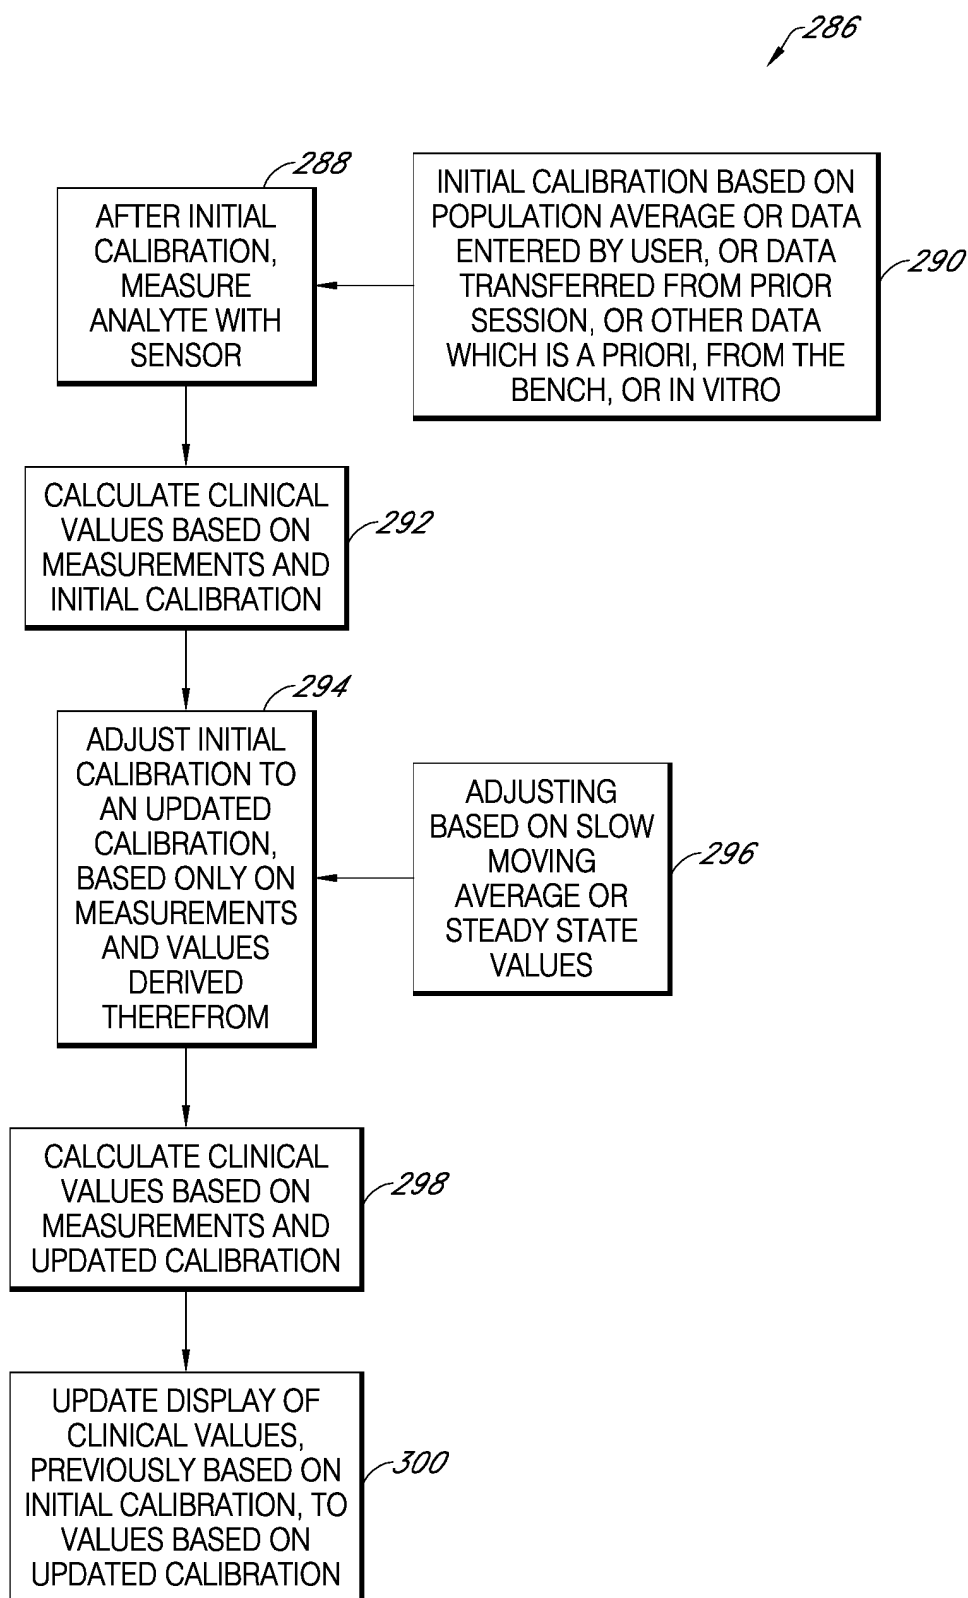 286
288
AFTER INITIAL
CALIBRATION,
MEASURE
ANALYTE WITH
SENSOR
INITIAL CALIBRATION BASED ON
POPULATION AVERAGE OR DATA
ENTERED BY USER, OR DATA
TRANSFERRED FROM PRIOR
SESSION, OR OTHER DATA
WHICH IS A PRIORI, FROM THE
BENCH, OR IN VITRO
290
CALCULATE CLINICAL
VALUES BASED ON
MEASUREMENTS AND
INITIAL CALIBRATION
292
294
ADJUST INITIAL
CALIBRATION TO
AN UPDATED
CALIBRATION,
BASED ONLY ON
MEASUREMENTS
AND VALUES
DERIVED
THEREFROM
ADJUSTING
BASED ON SLOW
MOVING
AVERAGE OR
STEADY STATE
VALUES
296
CALCULATE CLINICAL
VALUES BASED ON
MEASUREMENTS AND
UPDATED CALIBRATION
298
UPDATE DISPLAY OF
CLINICAL VALUES,
PREVIOUSLY BASED ON
INITIAL CALIBRATION, TO
VALUES BASED ON
UPDATED CALIBRATION
300